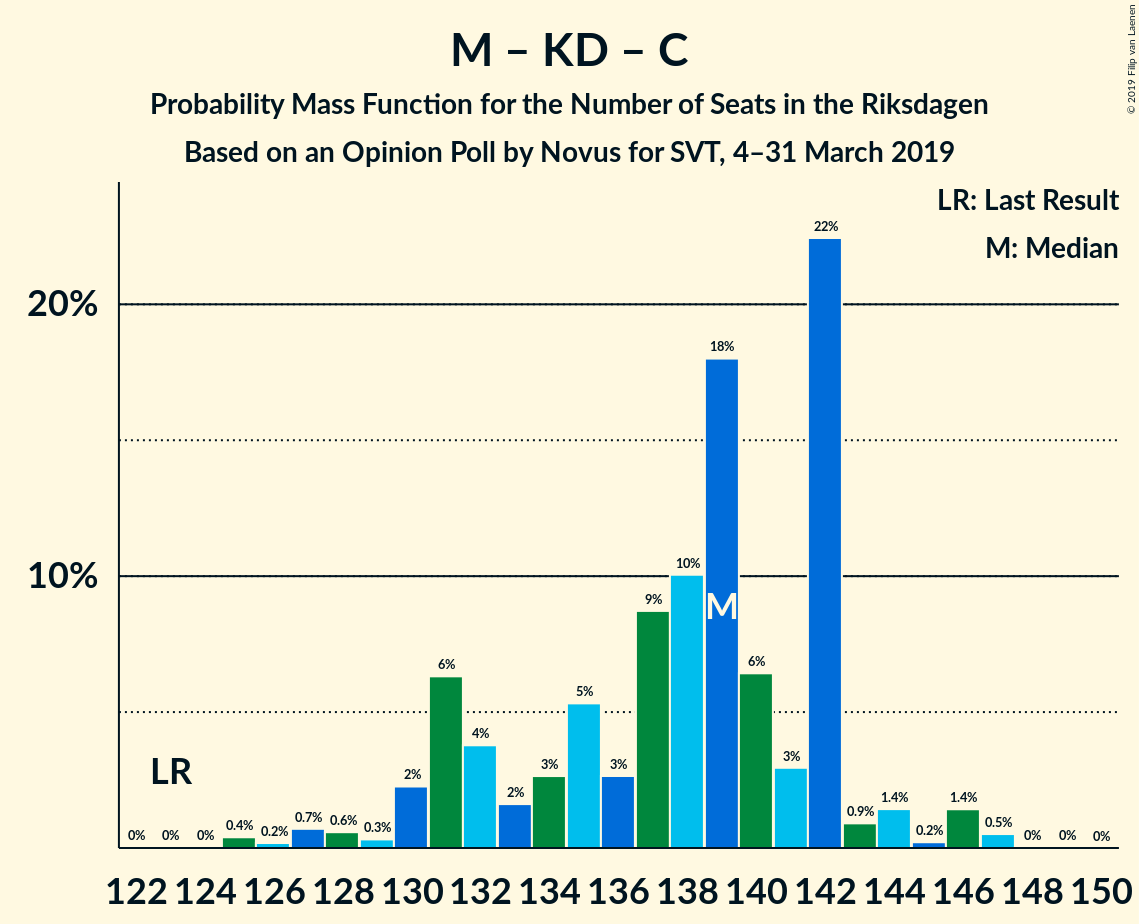 M – KD – C
Probability Mass Function for the Number of Seats in the Riksdagen
Based on an Opinion Poll by Novus for SVT, 4–31 March 2019
© 2019 Filip van Laenen
LR: Last Result
M: Median
20%
10%
0% 0% 0% 0.4% 0.2% 0.7% 0.6% 0.3% 2% 6% 4% 2% 3% 5% 3% 9% 10% 18% 6% 3% 22% 0.9% 1.4% 0.2% 1.4% 0.5% 0% 0% 0%
LR
M
122 124 126 128 130 132 134 136 138 140 142 144 146 148 150